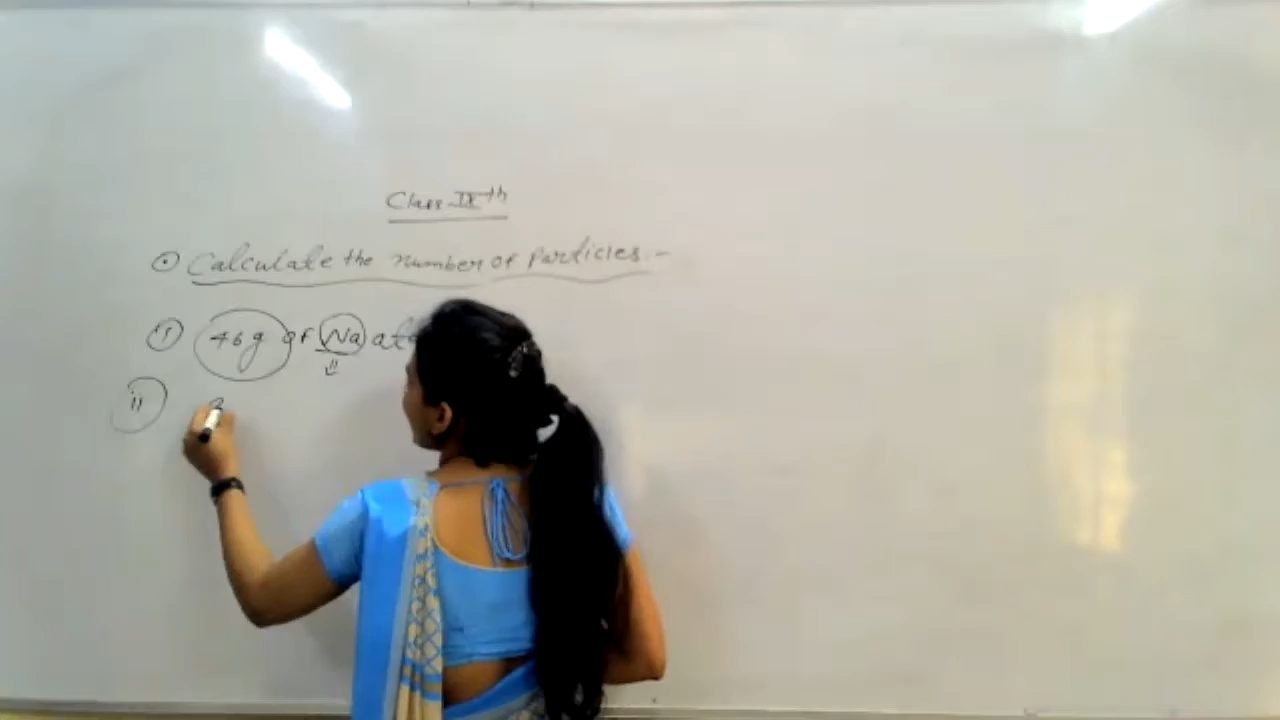 Class IXth
⊙ Calculate the number of particles:-
(i) 46g of Na
(ii)